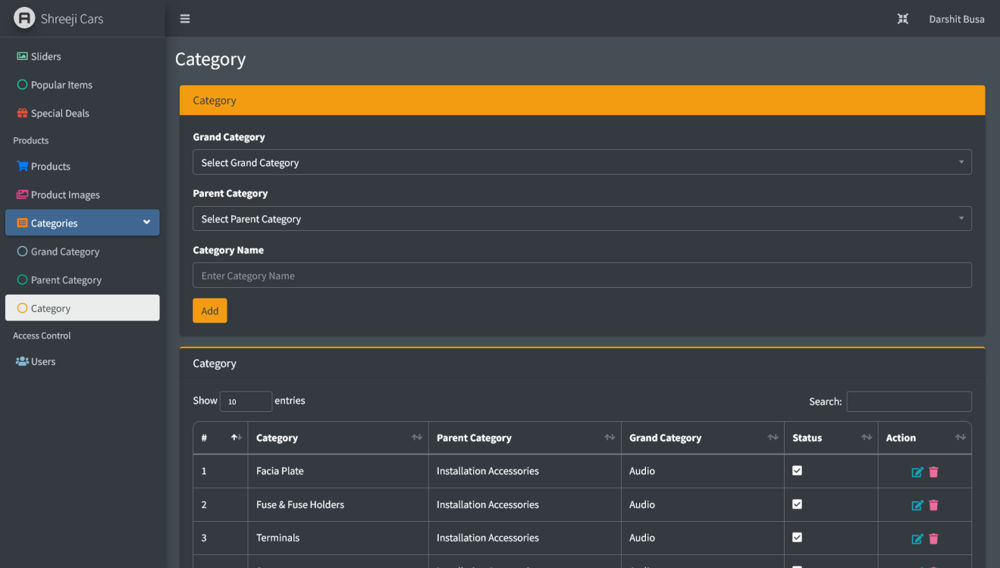 Shreeji Cars
Darshit Busa
Sliders
Popular Items
Special Deals
Products
Products
Product Images
Categories
Grand Category
Parent Category
Category
Access Control
Users
Category
Category
Grand Category
Select Grand Category
Parent Category
Select Parent Category
Category Name
Enter Category Name
Add
Category
Show 10 entries
Search:
# Category Parent Category Grand Category Status Action
1 Facia Plate Installation Accessories Audio
2 Fuse & Fuse Holders Installation Accessories Audio
3 Terminals Installation Accessories Audio